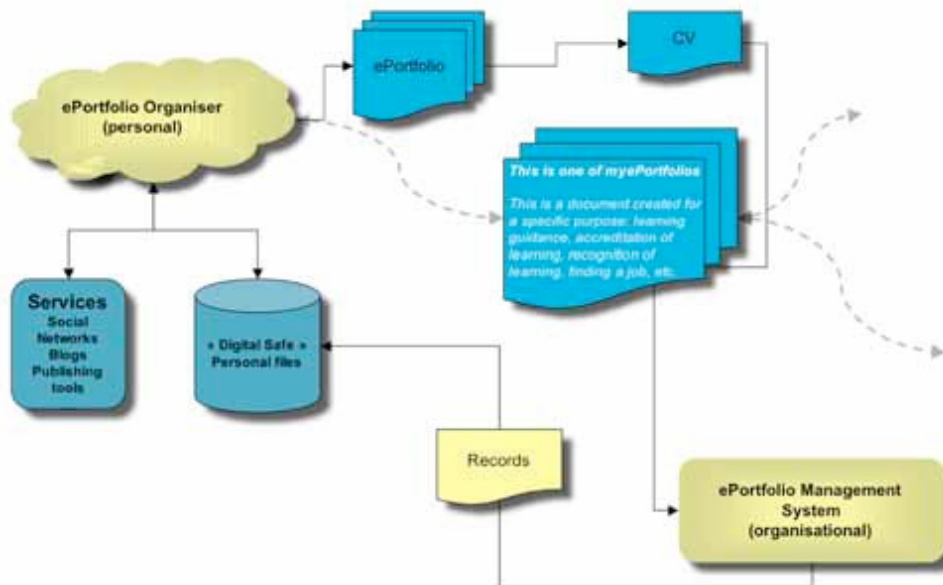 ePortfolio
CV
ePortfolio Organiser
(personal)
This is one of myePortfolios
This is a document created for
a specific purpose: learning
guidance, accreditation of
learning, recognition of
learning, finding a job, etc.
Services
Social
Networks
Blogs
Publishing
tools
« Digital Safe »
Personal files
Records
ePortfolio Management
System
(organisational)